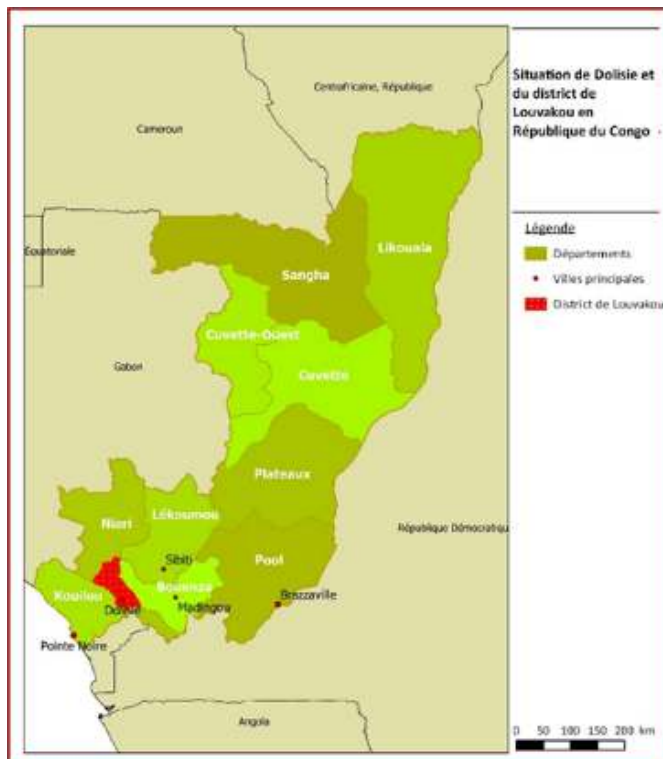 Situation de Dolisie et
du district de
Louvakou en
République du Congo
Légende
Départements
Villes principales
District de Louvakou
Centrafricaine, République
Cameroun
Équatoriale
Gabon
Likouala
Sangha
Cuvette-Ouest
Cuvette
Plateaux
République Démocratiqu
Niari
Lékoumou
Pool
Sibiti
Bouenza
Kouilou
Dolisie
Madingou
Brazzaville
Pointe Noire
Angola
0 50 100 150 200 km